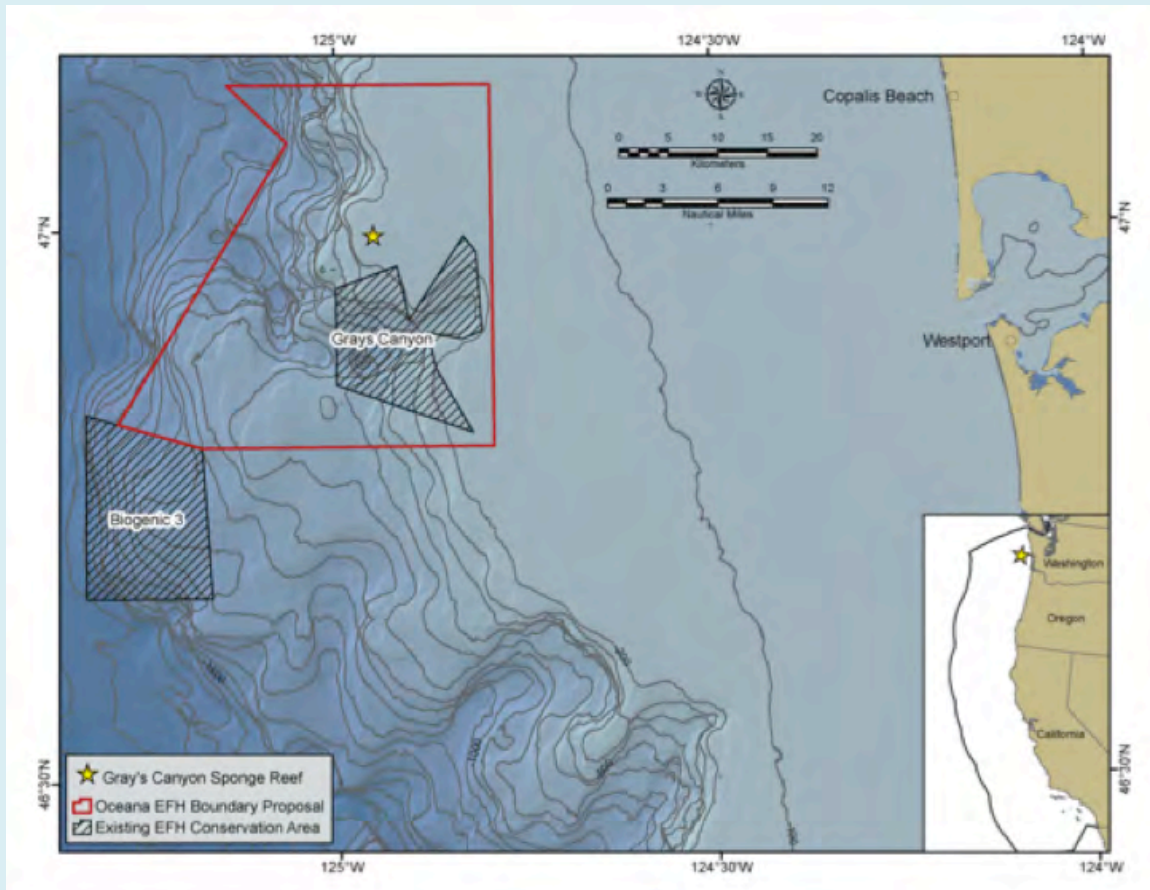 125°W 124°30'W 124°W
N
Copalis Beach
0 5 10 15 20
Kilometers
0 3 6 9 12
Nautical Miles
47°N
47°N
Grays Canyon
Westport
Biogenic 3
Washington
Oregon
California
Gray's Canyon Sponge Reef
Oceana EFH Boundary Proposal
Existing EFH Conservation Area
46°30'N
46°30'N
125°W 124°30'W 124°W